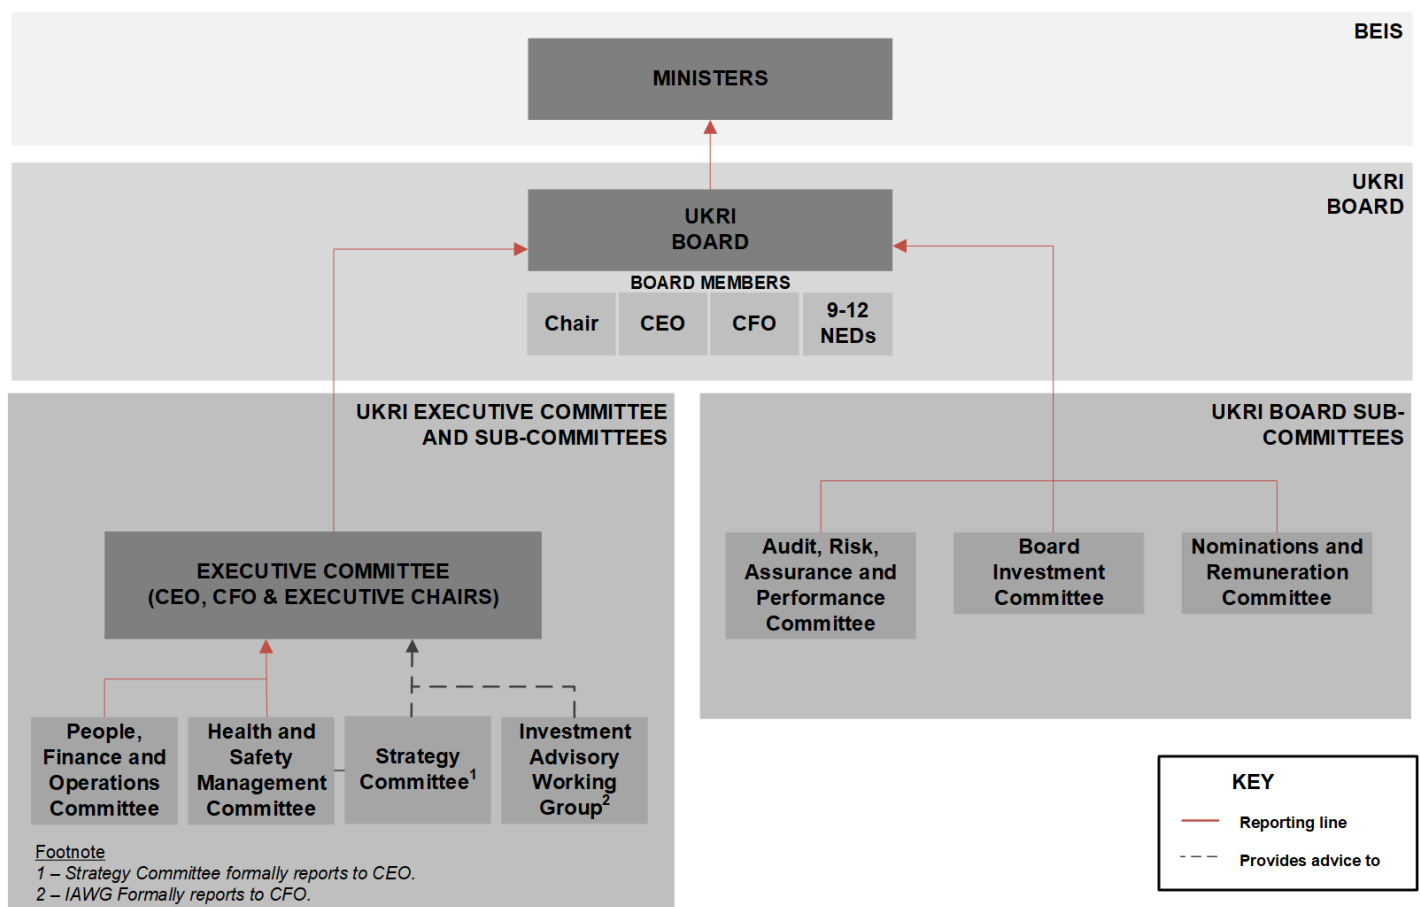 BEIS
MINISTERS
UKRI
BOARD
UKRI
BOARD
BOARD MEMBERS
Chair
CEO
CFO
9-12
NEDs
UKRI EXECUTIVE COMMITTEE
AND SUB-COMMITTEES
UKRI BOARD SUB-
COMMITTEES
EXECUTIVE COMMITTEE
(CEO, CFO & EXECUTIVE CHAIRS)
Audit, Risk,
Assurance and
Performance
Committee
Board
Investment
Committee
Nominations and
Remuneration
Committee
People,
Finance and
Operations
Committee
Health and
Safety
Management
Committee
Strategy
Committee1
Investment
Advisory
Working
Group2
Footnote
1 – Strategy Committee formally reports to CEO.
2 – IAWG Formally reports to CFO.
KEY
Reporting line
Provides advice to